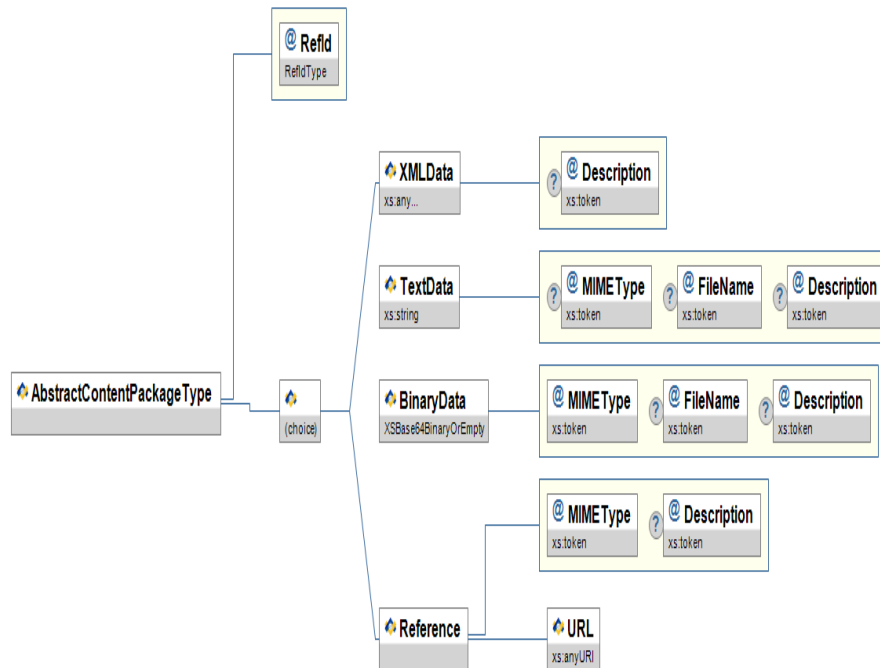 @ RefId
RefIdType
XMLData
xs:any...
? @ Description
xs:token
TextData
xs:string
? @ MIMEType ? @ FileName ? @ Description
xs:token xs:token xs:token
AbstractContentPackageType
(choice)
BinaryData
XSBase64BinaryOrEmpty
@ MIMEType ? @ FileName ? @ Description
xs:token xs:token xs:token
@ MIMEType ? @ Description
xs:token xs:token
Reference
URL
xs:anyURI